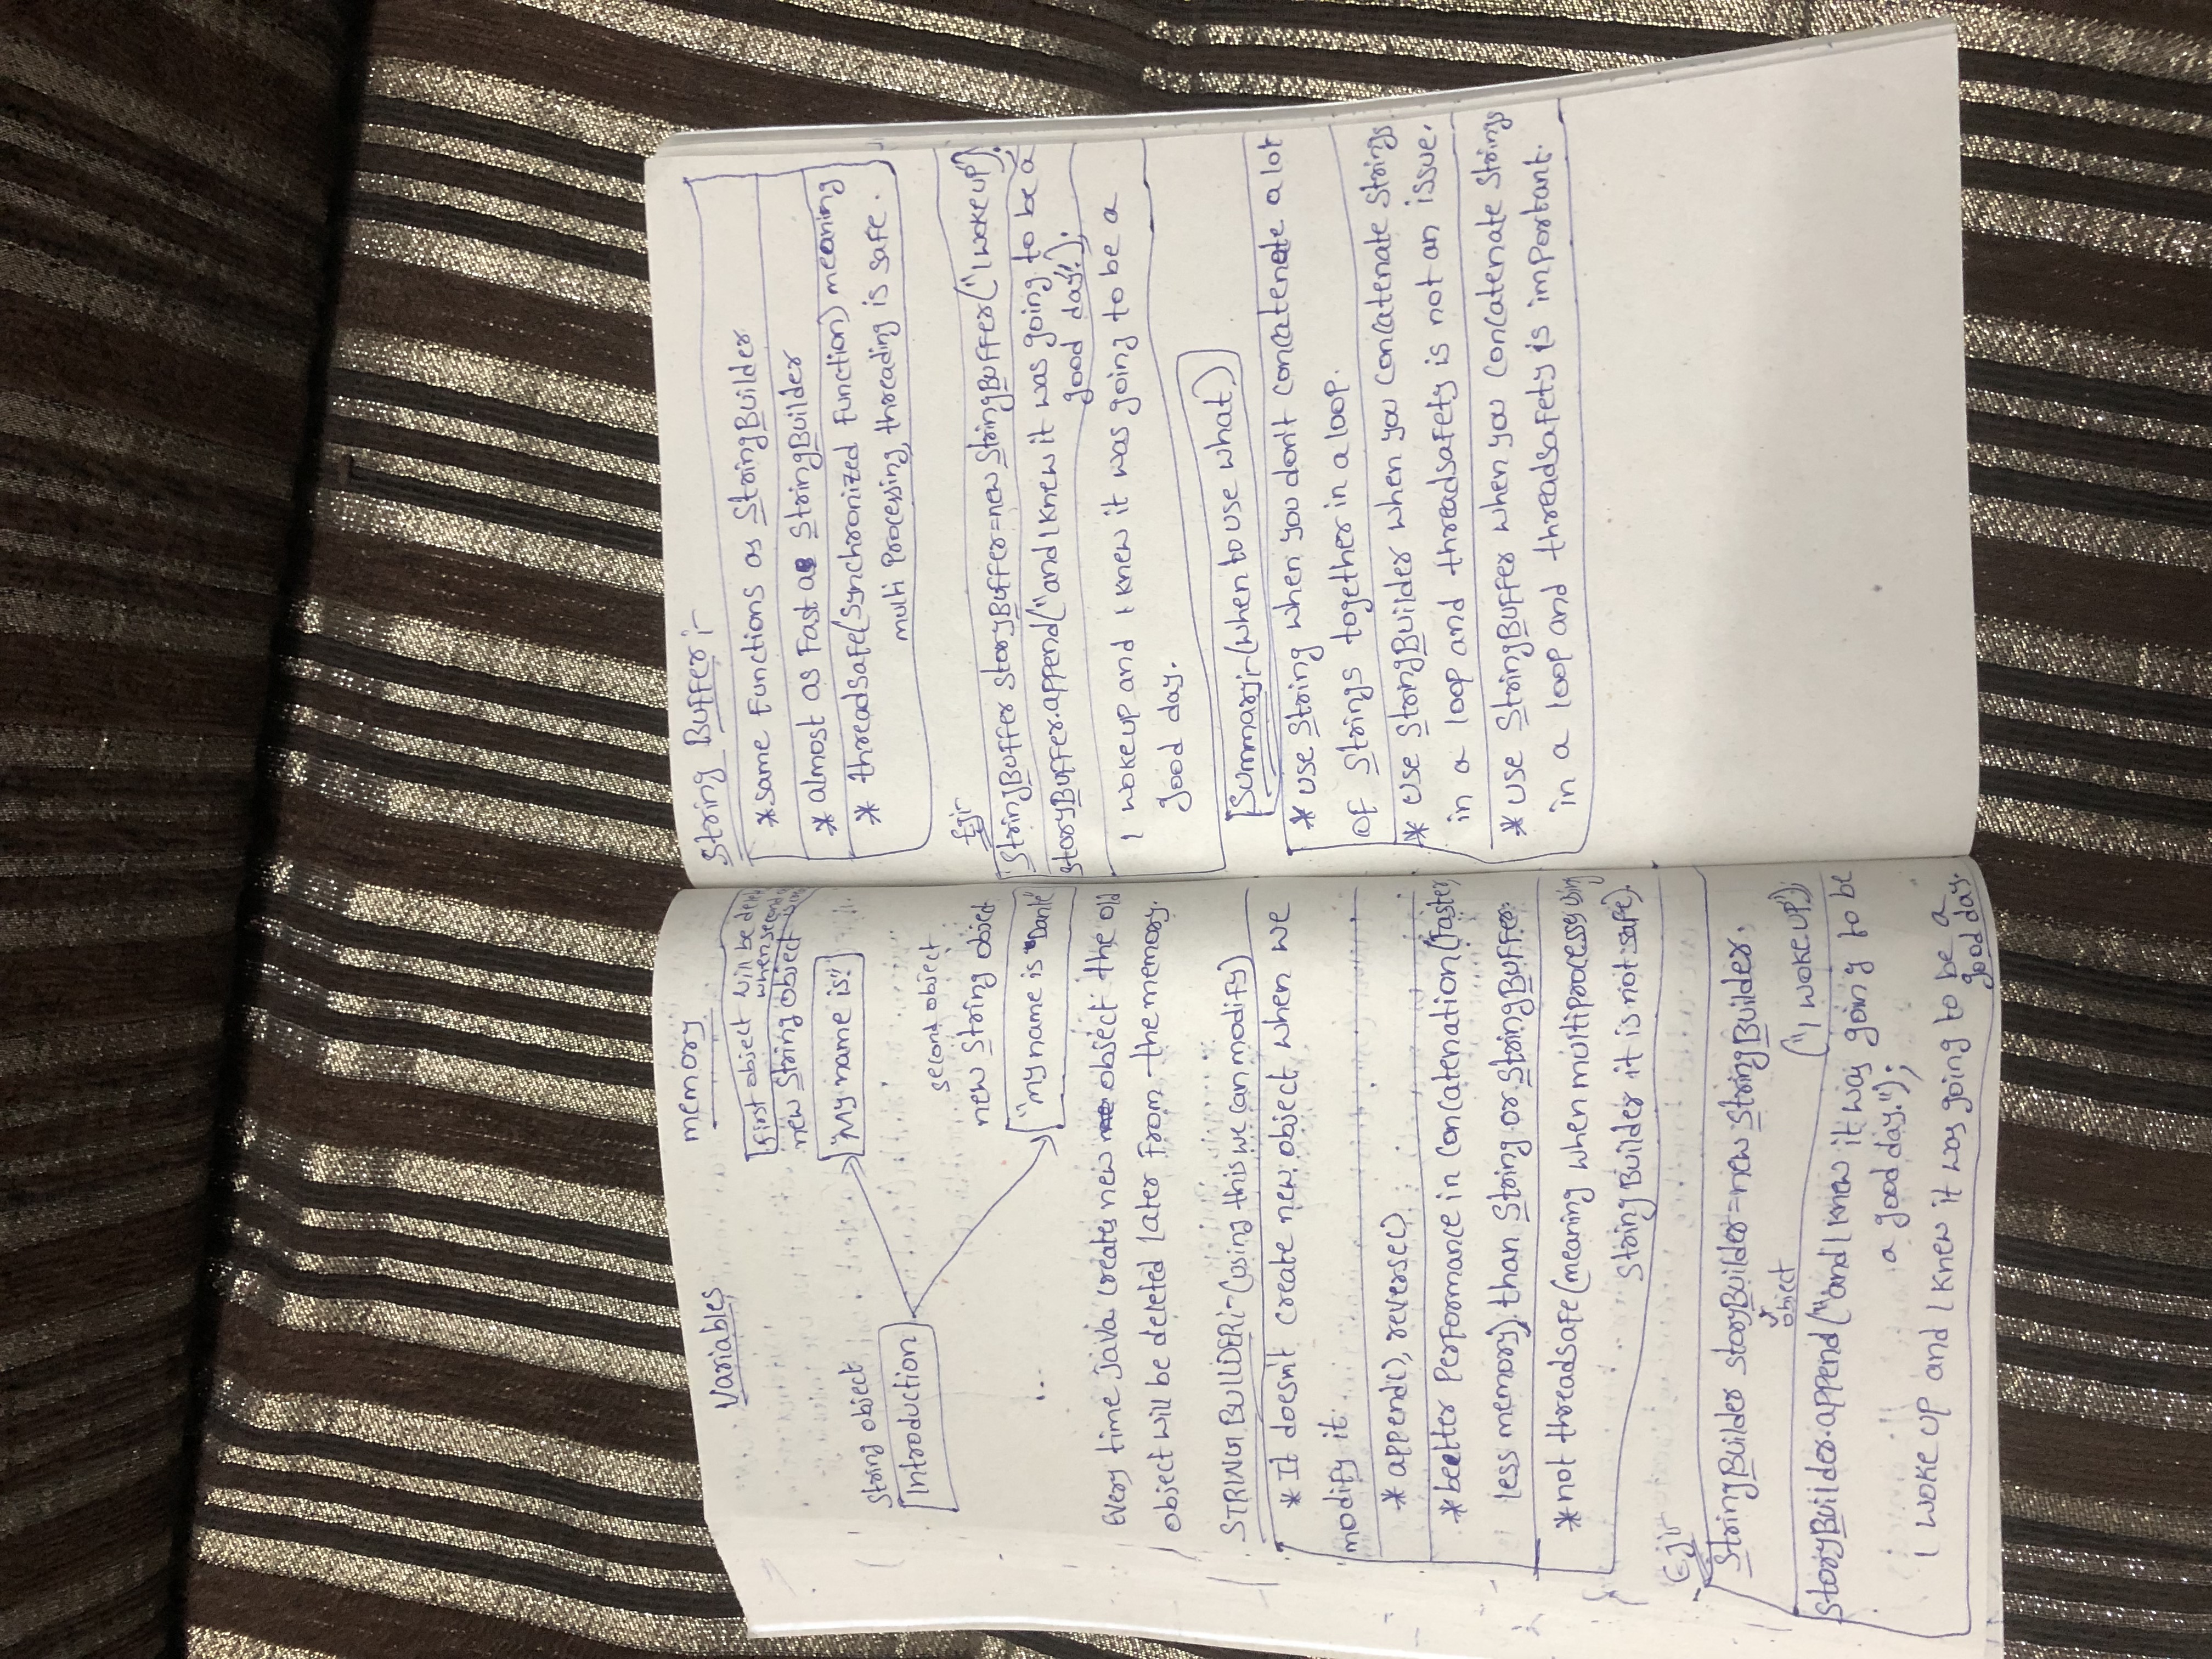 Variables
memory
First object will be
when second
new String object
"My name is"
String object
Introduction
second object
new String object
"My name is Dante"
Every time java creates new object the old
object will be deleted later from the memory.
STRING BUILDER:- (using this we can modify)
* It doesn't create new object when we
modify it.
* append(), reverse()
* beetter performance in concatenation (faster,
less memory) than String or StringBuffer.
* not threadsafe (meaning when multiprocesses using
StringBuilder it is not safe).
Eg:-
StringBuilder storyBuilder = new StringBuilder.
object
("I woke up");
storyBuilder.append("and I knew it was going to be
a good day.");
I woke up and I knew it was going to be a
good day.
String Buffer:-
* same functions as StringBuilder
* almost as fast as StringBuilder
* threadsafe (synchronized function) meaning
multi processing, threading is safe.
Eg:-
StringBuffer storyBuffer = new StringBuffer("I woke up");
storyBuffer.append("and I knew it was going to be a
good day.");
I woke up and I knew it was going to be a
good day.
Summary:- (when to use what)
* use String when you don't concatenate a lot
of Strings together in a loop.
* use StringBuilder when you concatenate Strings
in a loop and threadsafety is not an issue.
* use StringBuffer when you concatenate Strings
in a loop and threadsafety is important.